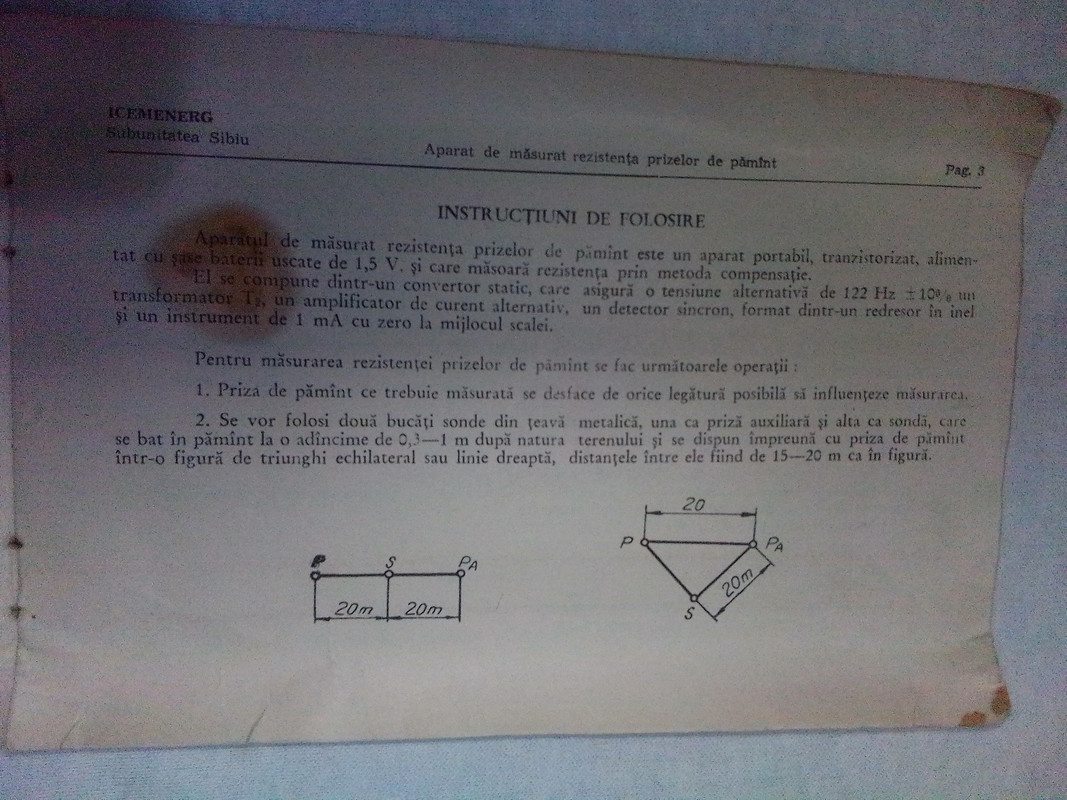 ICEMENERG
Subunitatea Sibiu
Aparat de măsurat rezistența prizelor de pămînt
Pag. 3
INSTRUCȚIUNI DE FOLOSIRE
Aparatul de măsurat rezistența prizelor de pămînt este un aparat portabil, tranzistorizat, alimen-
tat cu șase baterii uscate de 1,5 V. și care măsoară rezistența prin metoda compensație.
El se compune dintr-un convertor static, care asigură o tensiune alternativă de 122 Hz ±10% un
transformator T2, un amplificator de curent alternativ, un detector sincron, format dintr-un redresor în inel
și un instrument de 1 mA cu zero la mijlocul scalei.
Pentru măsurarea rezistenței prizelor de pămînt se fac următoarele operații :
1. Priza de pămînt ce trebuie măsurată se desface de orice legătură posibilă să influențeze măsurarea.
2. Se vor folosi două bucăți sonde din țeavă metalică, una ca priză auxiliară și alta ca sondă, care
se bat în pămînt la o adîncime de 0,3—1 m după natura terenului și se dispun împreună cu priza de pămînt
într-o figură de triunghi echilateral sau linie dreaptă, distanțele între ele fiind de 15—20 m ca în figură.
P S PA
20m 20m
20
P PA
20m
S